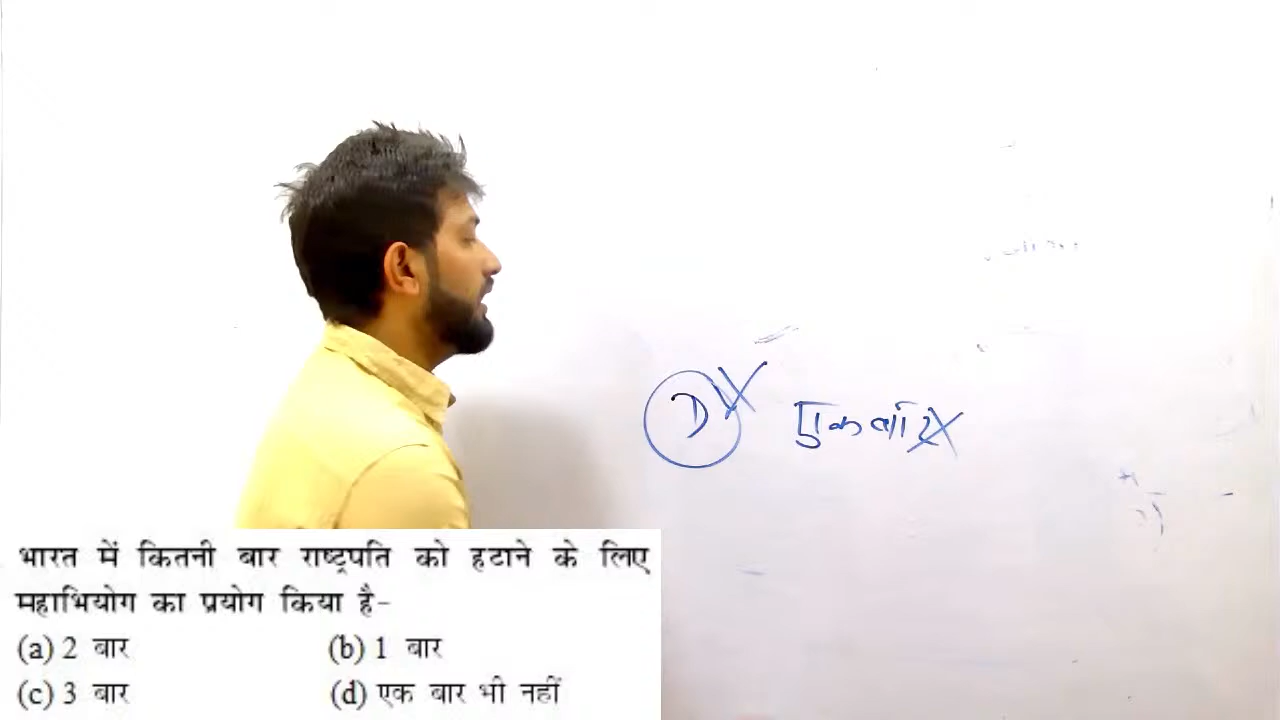 D एक बार
भारत में कितनी बार राष्ट्रपति को हटाने के लिए
महाभियोग का प्रयोग किया है-
(a) 2 बार (b) 1 बार
(c) 3 बार (d) एक बार भी नहीं